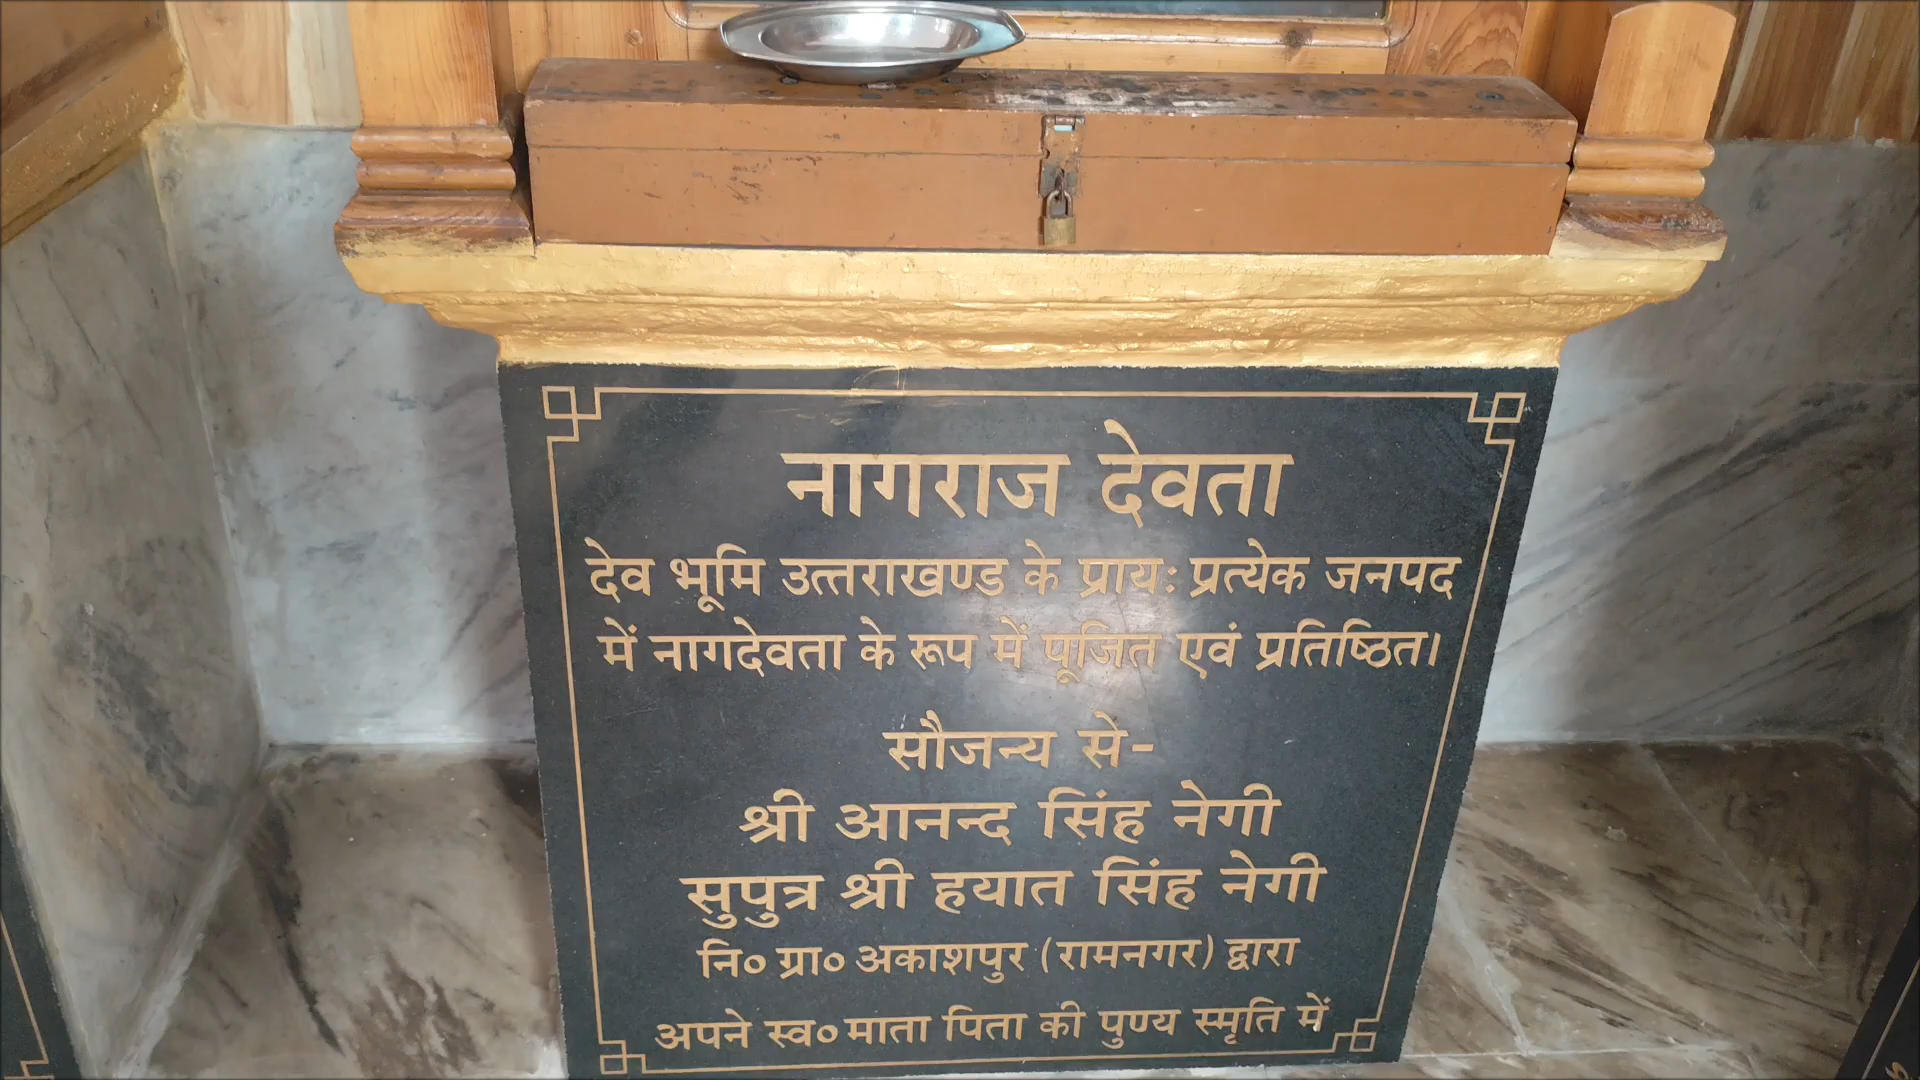 नागराज देवता
देव भूमि उत्तराखण्ड के प्रायः प्रत्येक जनपद
में नागदेवता के रूप में पूजित एवं प्रतिष्ठित।
सौजन्य से-
श्री आनन्द सिंह नेगी
सुपुत्र श्री हयात सिंह नेगी
नि० ग्रा० अकाशपुर (रामनगर) द्वारा
अपने स्व० माता पिता की पुण्य स्मृति में